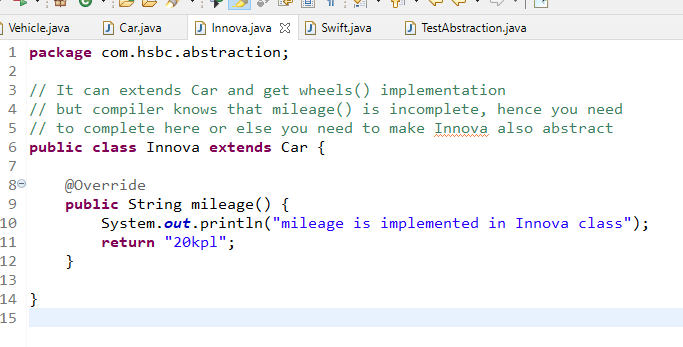 Vehicle.java Car.java Innova.java Swift.java TestAbstraction.java
1 package com.hsbc.abstraction;
2
3 // It can extends Car and get wheels() implementation
4 // but compiler knows that mileage() is incomplete, hence you need
5 // to complete here or else you need to make Innova also abstract
6 public class Innova extends Car {
7
8 @Override
9 public String mileage() {
10 System.out.println("mileage is implemented in Innova class");
11 return "20kpl";
12 }
13
14 }
15